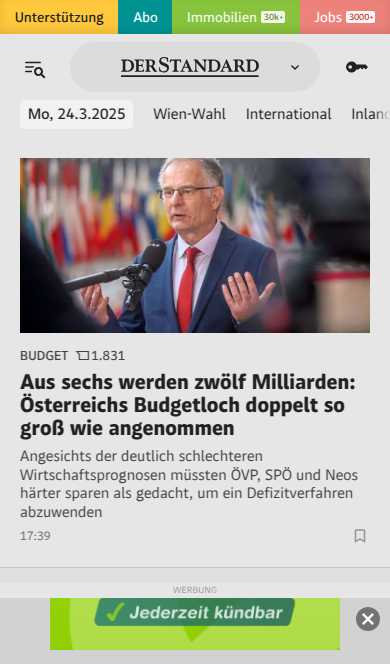 Unterstützung Abo Immobilien 30k+ Jobs 3000+
DERSTANDARD
Mo, 24.3.2025 Wien-Wahl International Inland
BUDGET 1.831
Aus sechs werden zwölf Milliarden:
Österreichs Budgetloch doppelt so
groß wie angenommen
Angesichts der deutlich schlechteren
Wirtschaftsprognosen müssten ÖVP, SPÖ und Neos
härter sparen als gedacht, um ein Defizitverfahren
abzuwenden
17:39
WERBUNG
Jederzeit kündbar